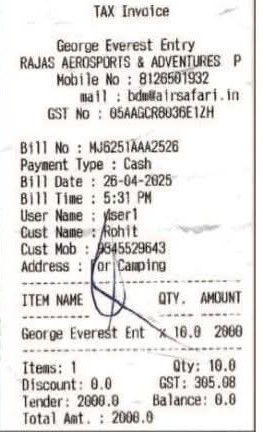 TAX Invoice
George Everest Entry
RAJAS AEROSPORTS & ADVENTURES P
Mobile No : 8126501932
mail : bdm@airsafari.in
GST No : 05AAGCR8036E1ZH
Bill No : MJ6251AAA2526
Payment Type : Cash
Bill Date : 26-04-2025
Bill Time : 5:31 PM
User Name : User1
Cust Name : Rohit
Cust Mob : 9845529643
Address : For Camping
ITEM NAME QTY. AMOUNT
George Everest Ent x 10.0 2000
Items: 1 Qty: 10.0
Discount: 0.0 GST: 305.08
Tender: 2000.0 Balance: 0.0
Total Amt. : 2000.0